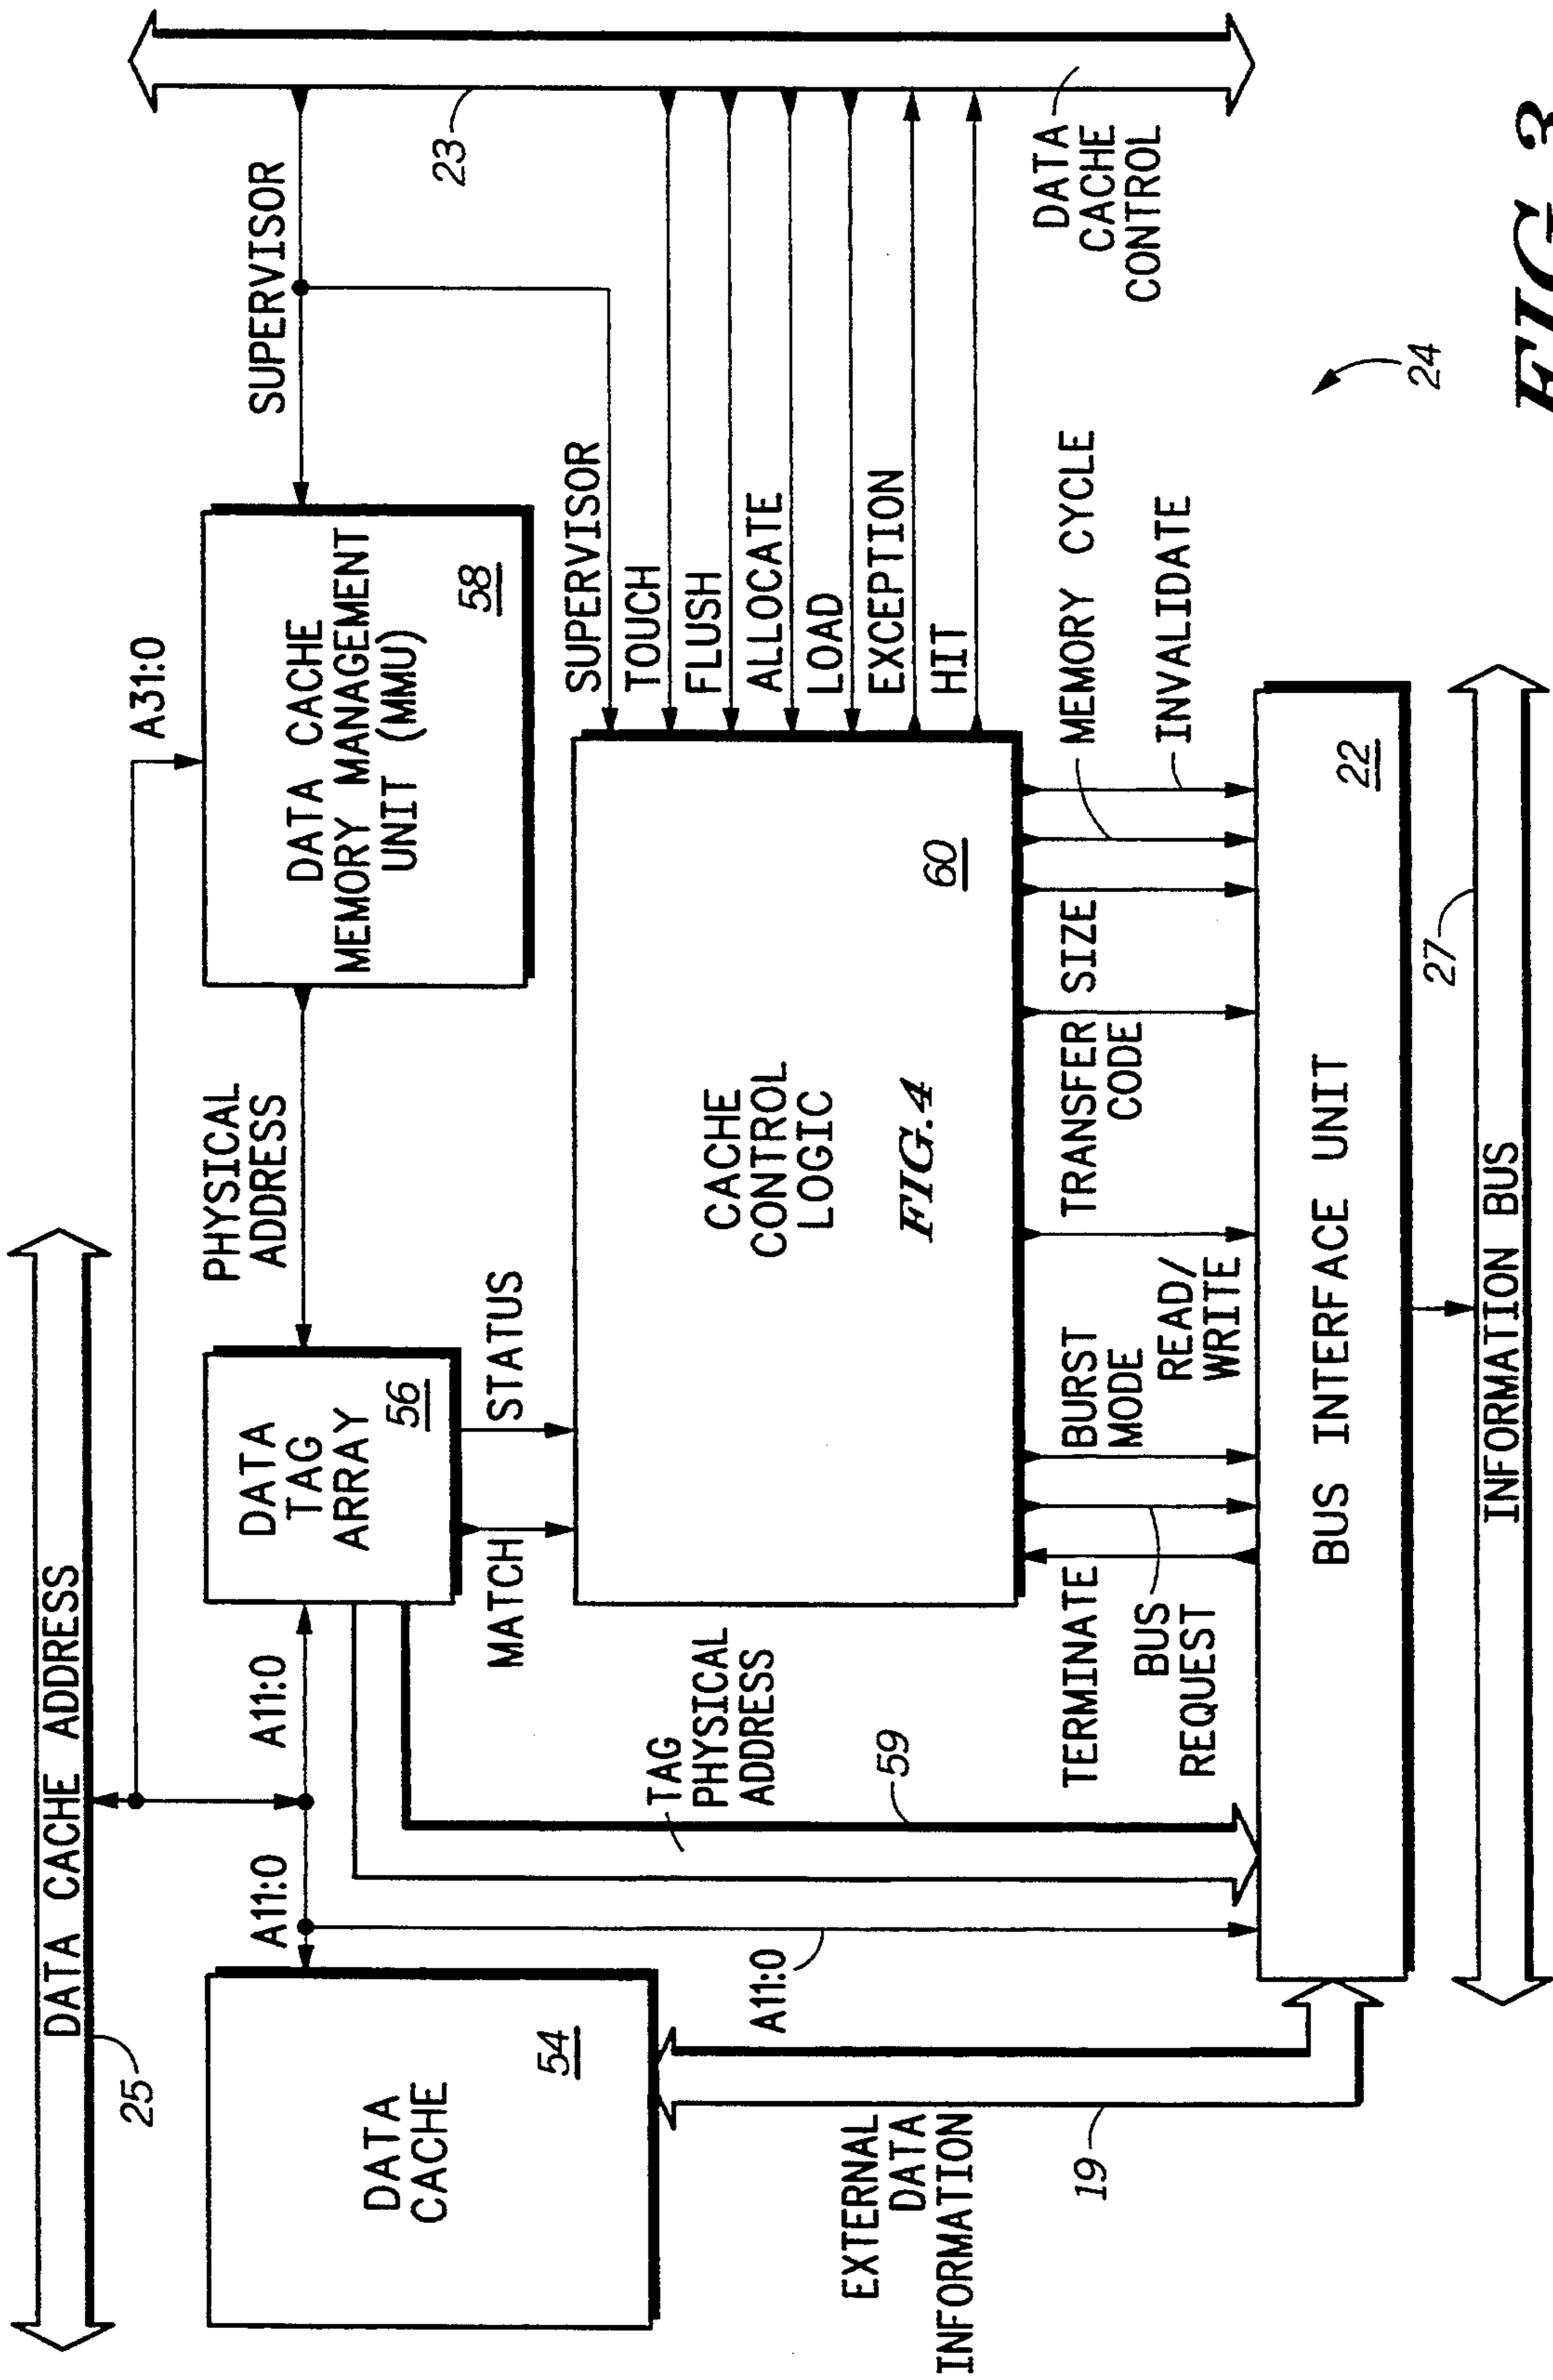 DATA CACHE ADDRESS
25
A31:0
A11:0
A11:0
PHYSICAL
ADDRESS
SUPERVISOR
DATA
CACHE
54
DATA
TAG
ARRAY
56
DATA CACHE
MEMORY MANAGEMENT
UNIT (MMU)
58
23
MATCH
STATUS
SUPERVISOR
TOUCH
FLUSH
ALLOCATE
LOAD
EXCEPTION
HIT
TAG
PHYSICAL
ADDRESS
59
CACHE
CONTROL
LOGIC
FIG.4
60
DATA
CACHE
CONTROL
A11:0
EXTERNAL
DATA
INFORMATION
19
TERMINATE
BUS
REQUEST
BURST
MODE
READ/
WRITE
TRANSFER
CODE
SIZE
MEMORY CYCLE
INVALIDATE
BUS INTERFACE UNIT
22
24
27
INFORMATION BUS
FIG. 3